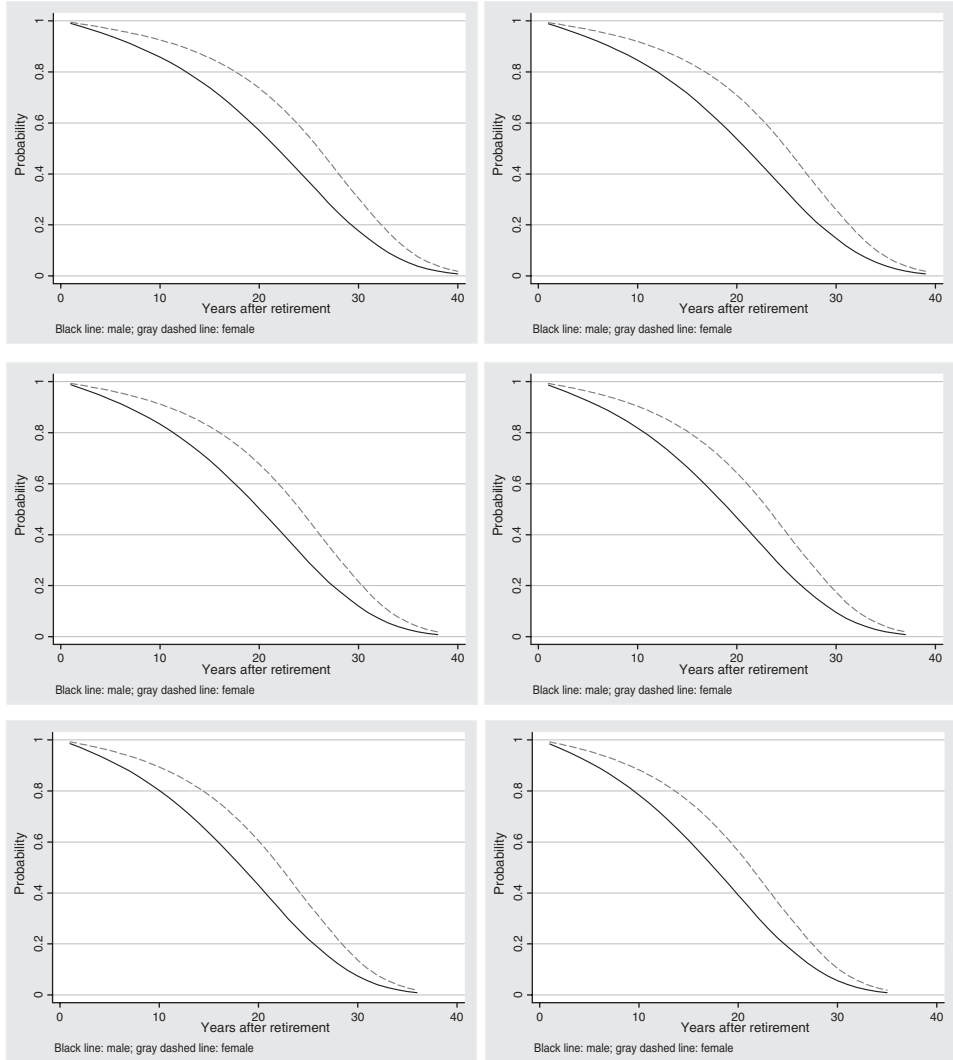 Probability
0 0.2 0.4 0.6 0.8 1
0 10 20 30 40
Years after retirement
Black line: male; gray dashed line: female
Probability
0 0.2 0.4 0.6 0.8 1
0 10 20 30 40
Years after retirement
Black line: male; gray dashed line: female
Probability
0 0.2 0.4 0.6 0.8 1
0 10 20 30 40
Years after retirement
Black line: male; gray dashed line: female
Probability
0 0.2 0.4 0.6 0.8 1
0 10 20 30 40
Years after retirement
Black line: male; gray dashed line: female
Probability
0 0.2 0.4 0.6 0.8 1
0 10 20 30 40
Years after retirement
Black line: male; gray dashed line: female
Probability
0 0.2 0.4 0.6 0.8 1
0 10 20 30 40
Years after retirement
Black line: male; gray dashed line: female